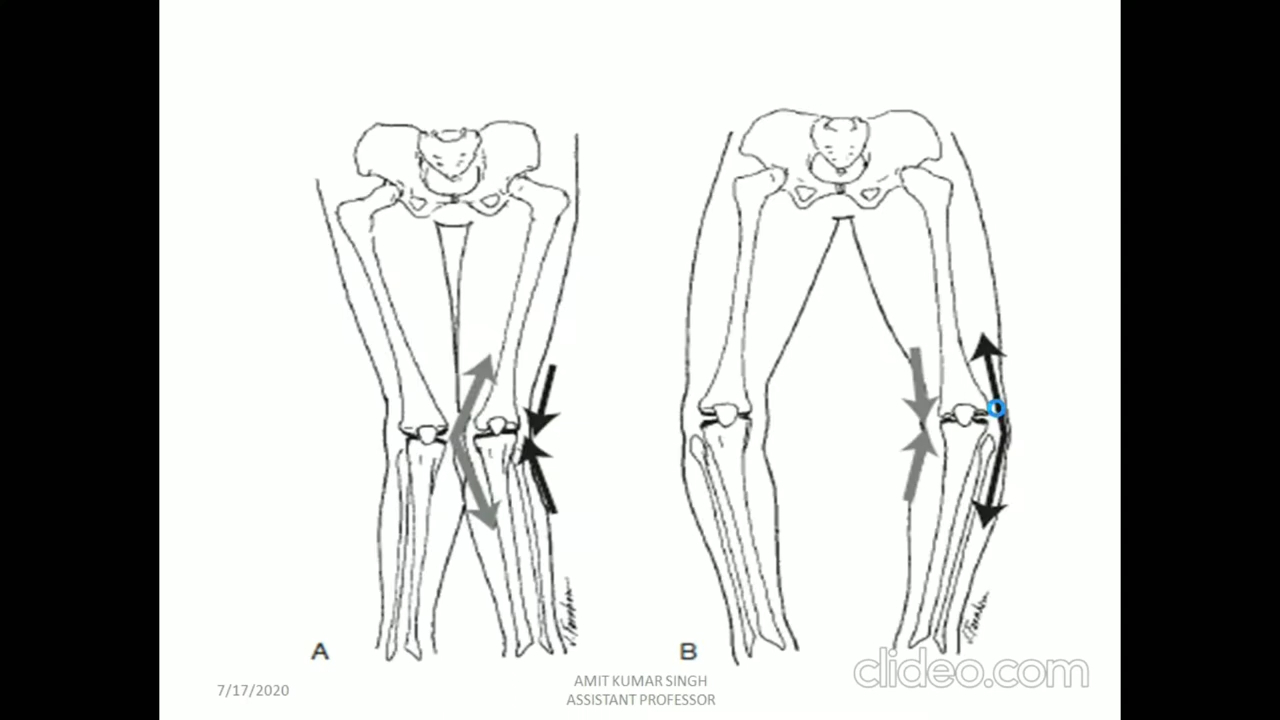 A
B
7/17/2020
AMIT KUMAR SINGH
ASSISTANT PROFESSOR
clideo.com